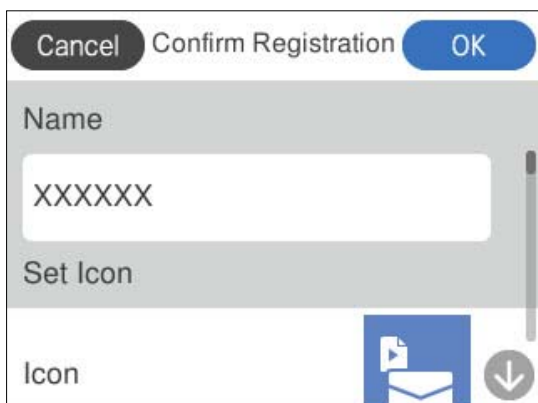 Cancel Confirm Registration OK
Name
XXXXXX
Set Icon
Icon